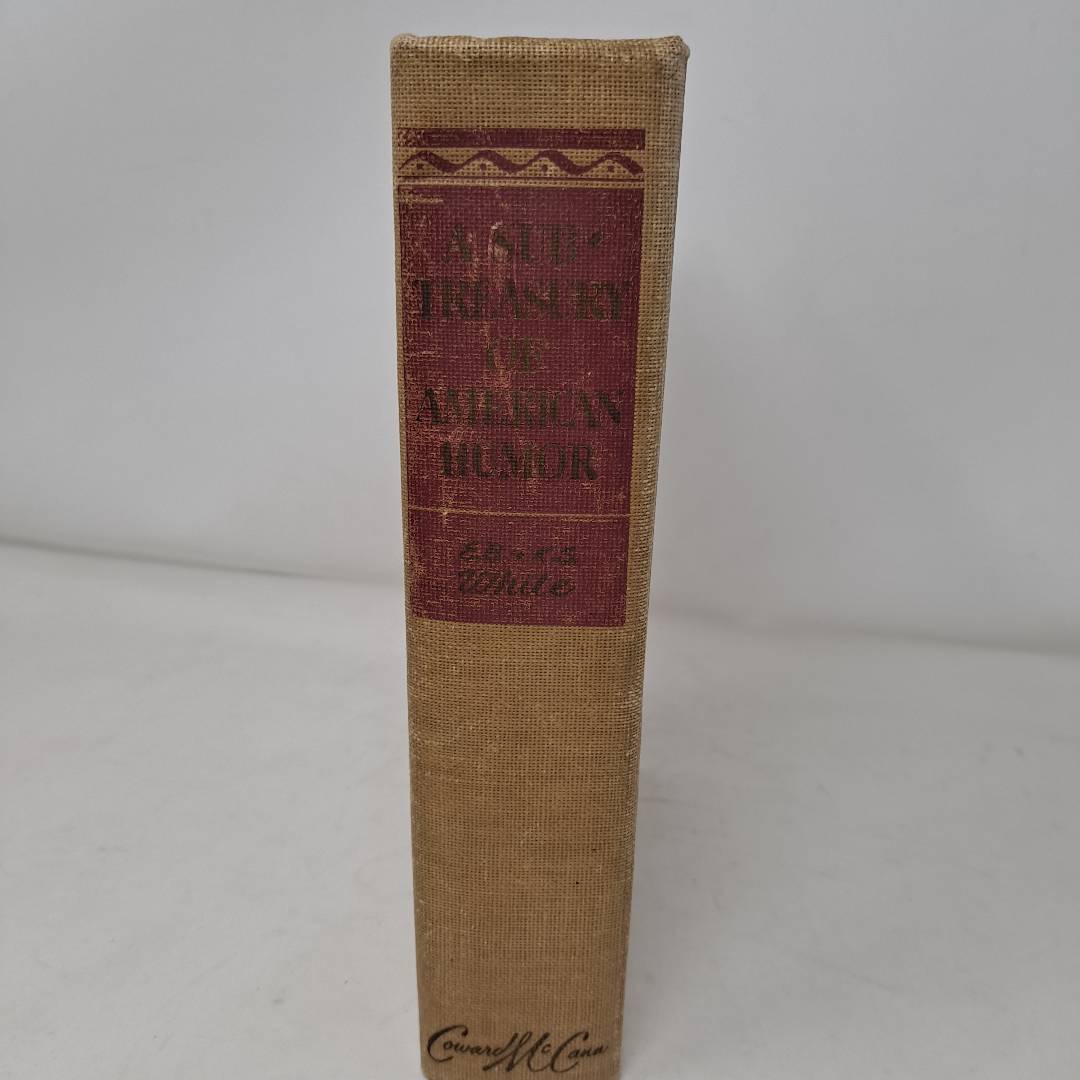 A SUB-
TREASURY
OF
AMERICAN
HUMOR
E.B. + K.S.
White
Coward McCann